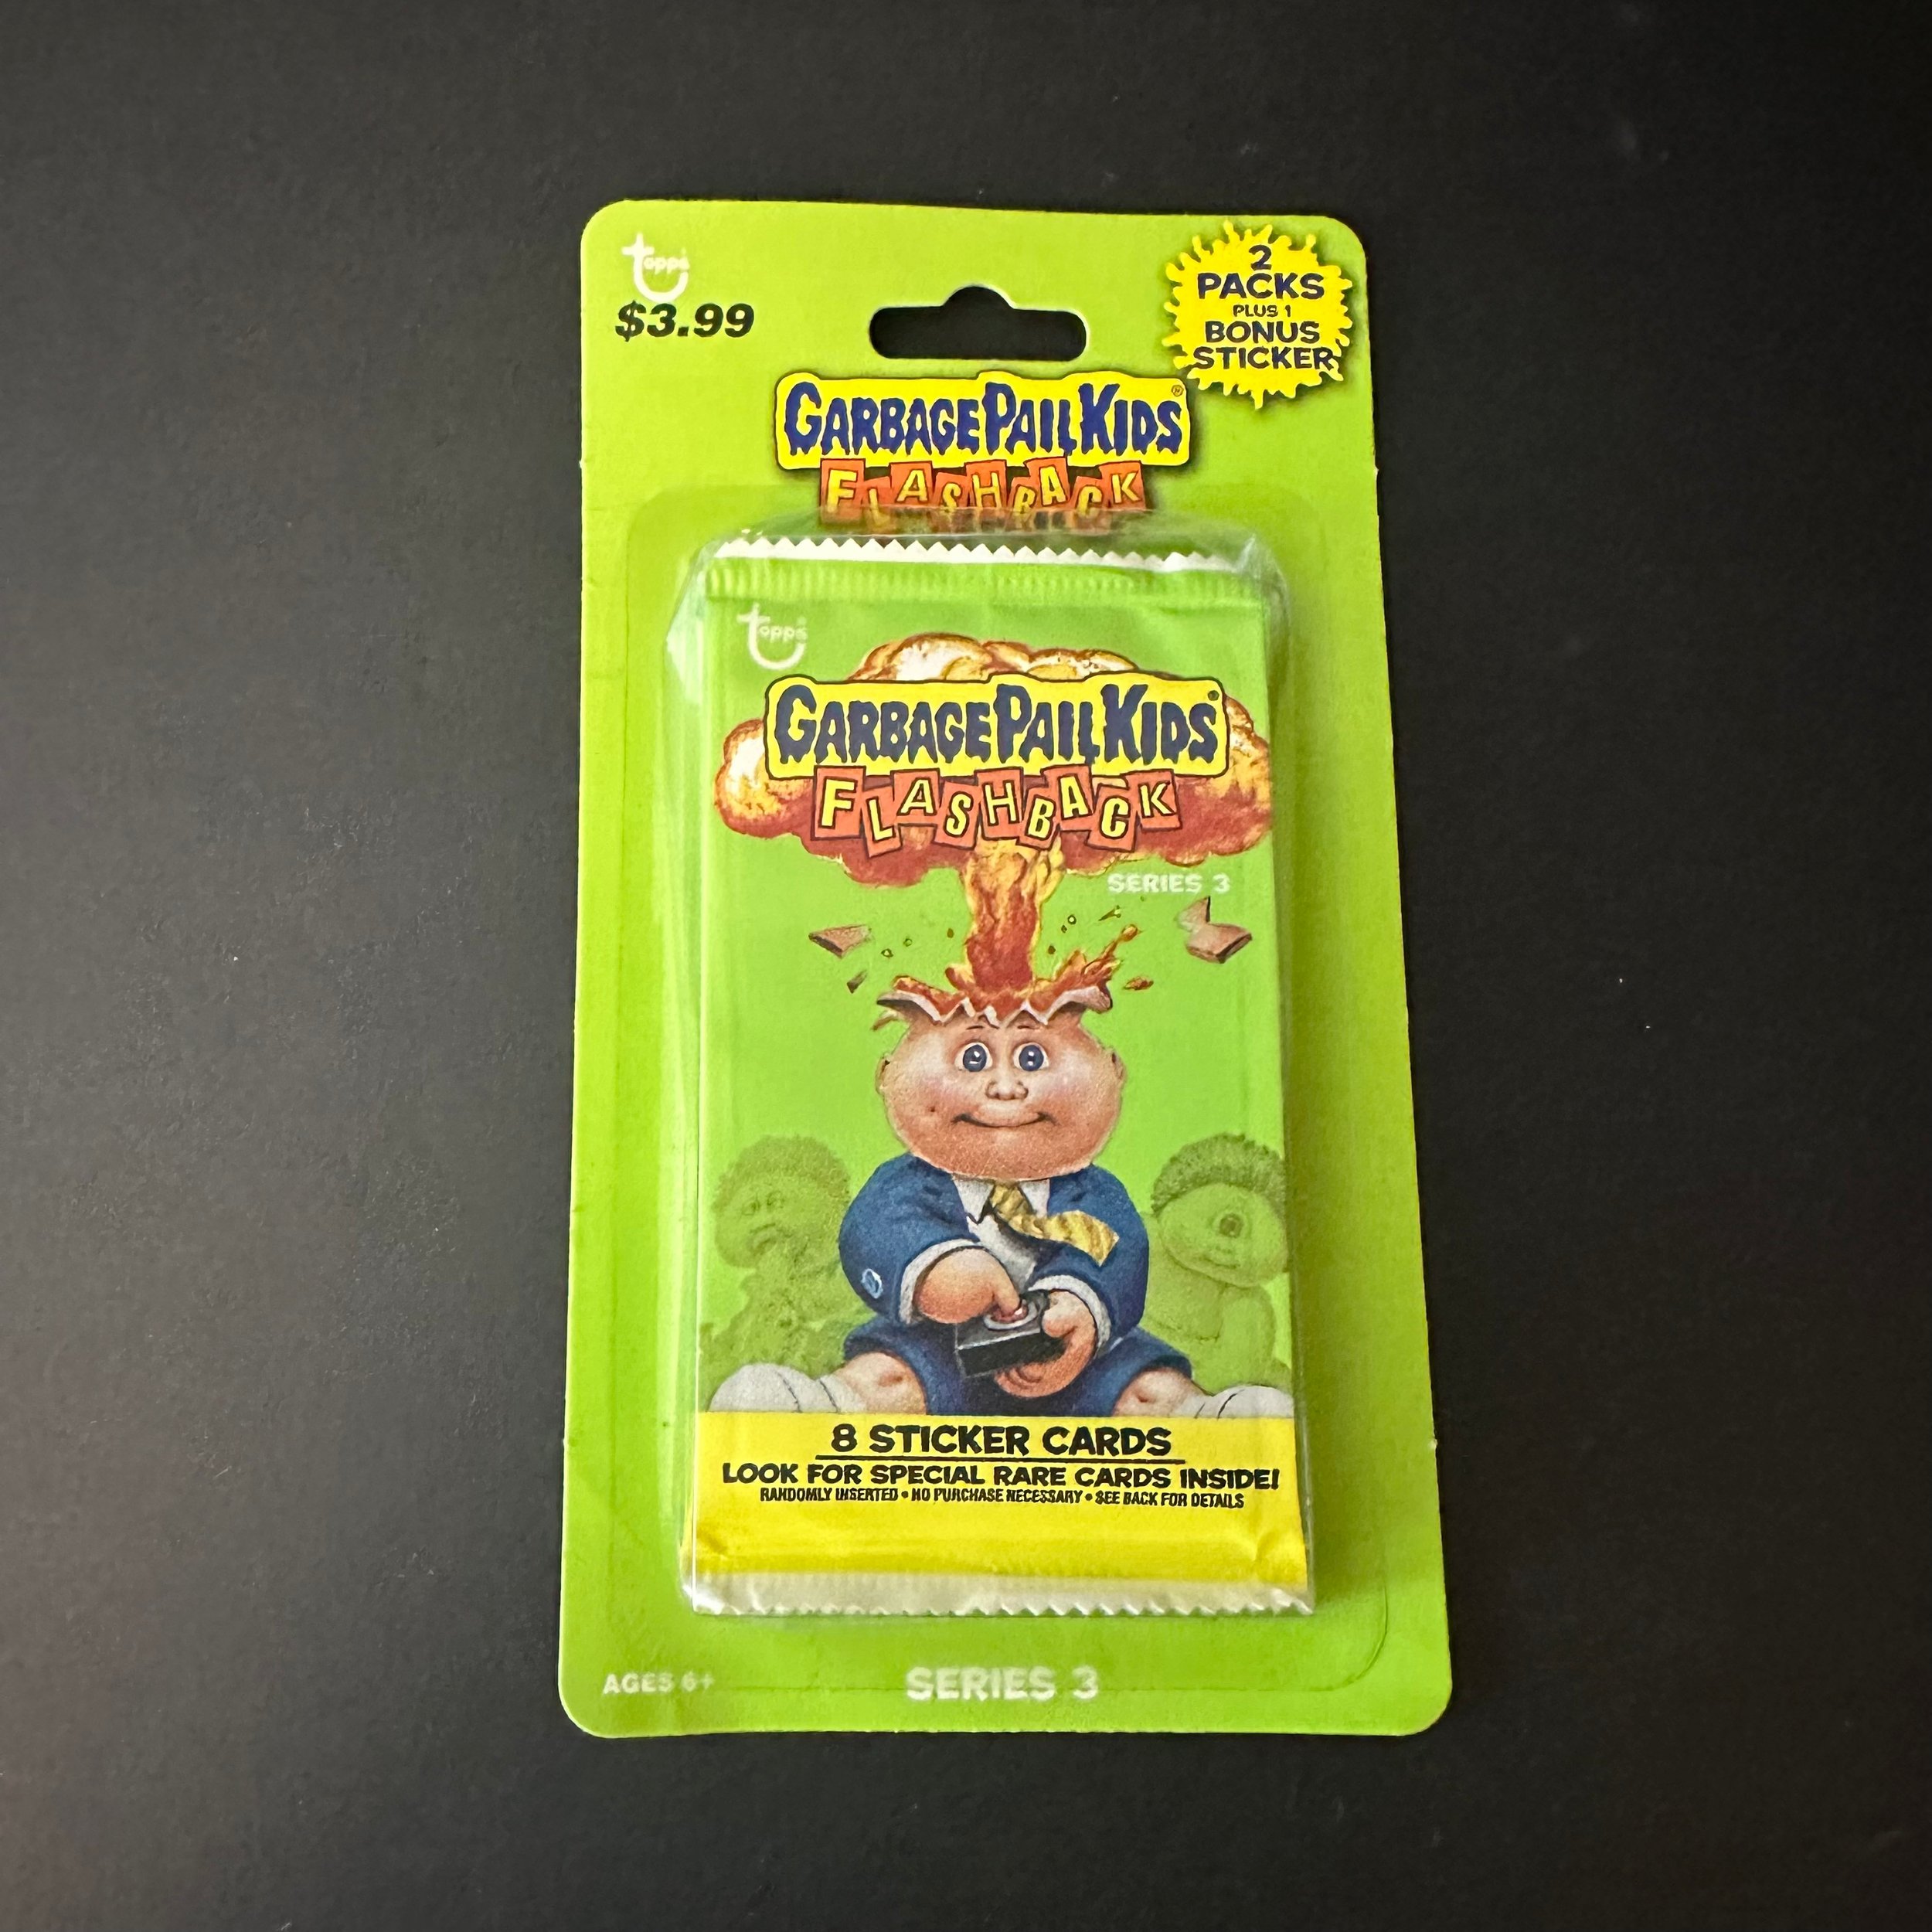 topps
$3.99
2
PACKS
PLUS 1
BONUS
STICKER
GARBAGE PAIL KIDS®
FLASHBACK
topps®
GARBAGE PAIL KIDS®
FLASHBACK
SERIES 3
8 STICKER CARDS
LOOK FOR SPECIAL RARE CARDS INSIDE!
RANDOMLY INSERTED • NO PURCHASE NECESSARY • SEE BACK FOR DETAILS
AGES 6+
SERIES 3